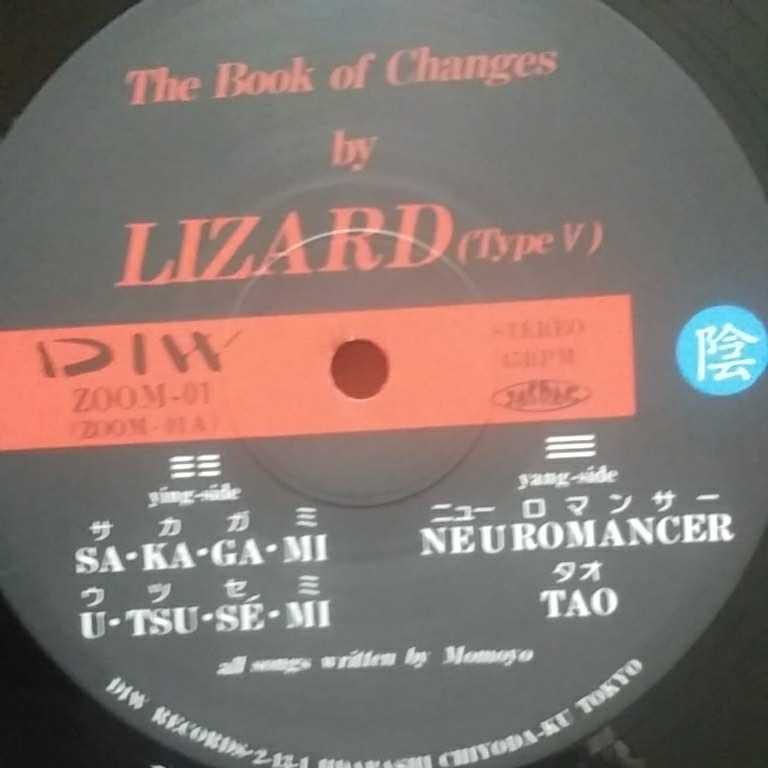 The Book of Changes
by
LIZARD (Type V)
DIW
ZOOM-01
(ZOOM-01A)
STEREO
45RPM
陰
ying-side
サカガミ
SA・KA・GA・MI
ウツセミ
U・TSU・SÉ・MI
yang-side
ニューロマンサー
NEUROMANCER
タオ
TAO
all songs written by Momoyo
DIW RECORDS・2-13-1 IIDABASHI CHIYODA-KU TOKYO